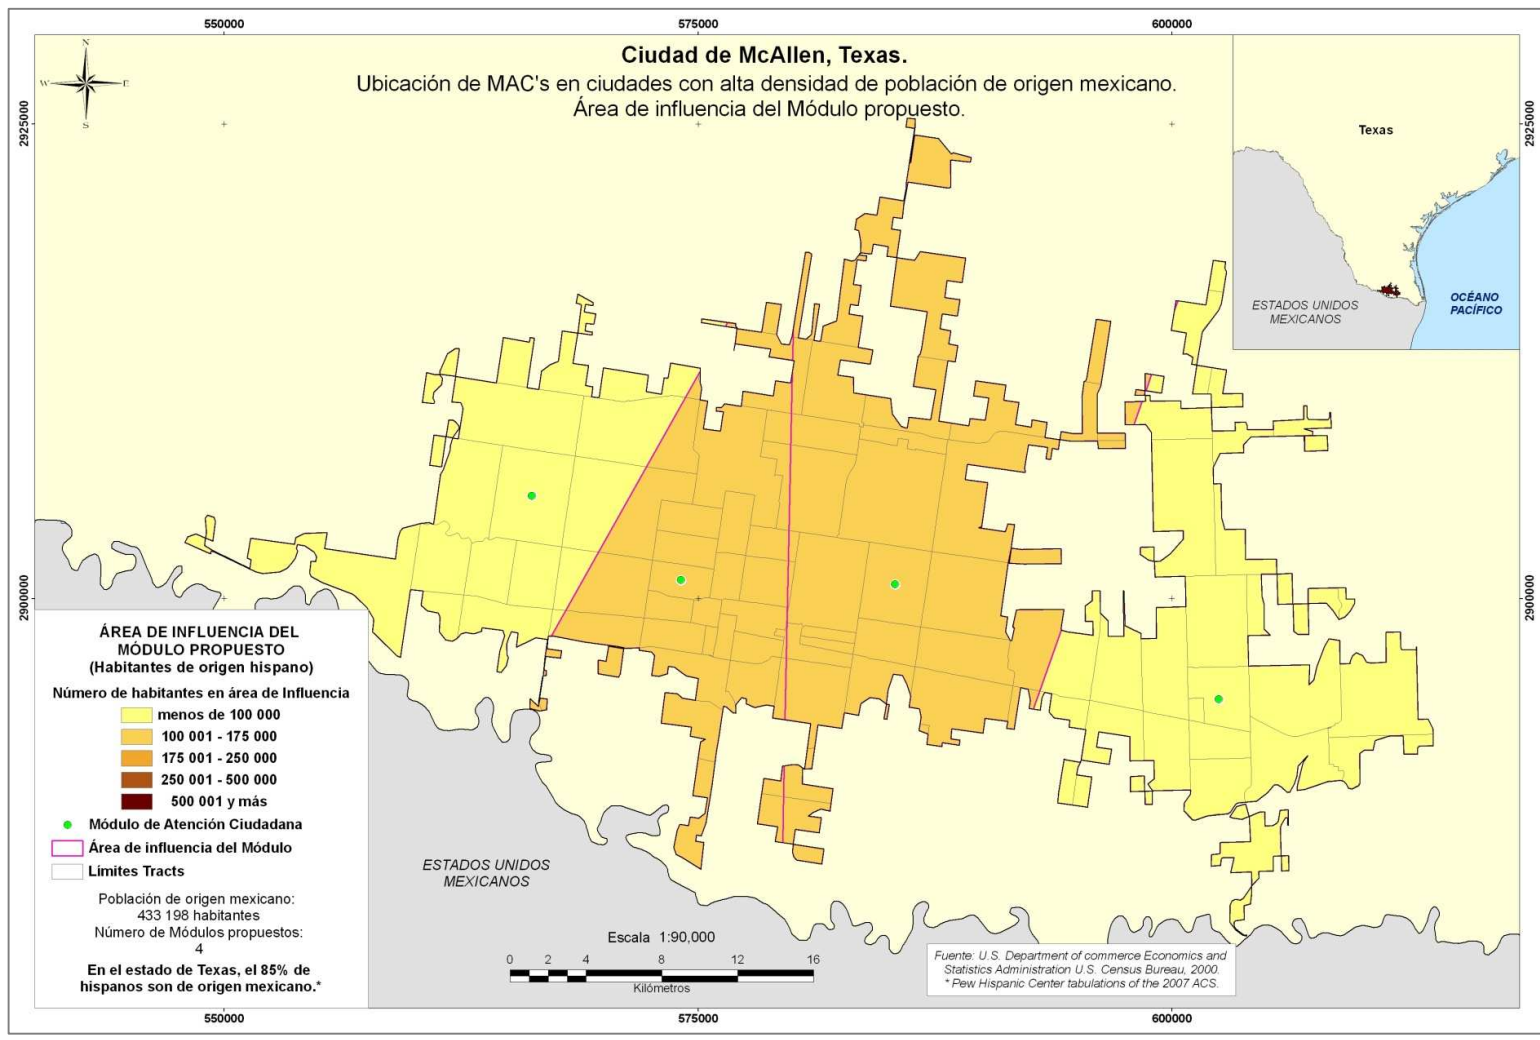 550000
575000
600000
N
W E
S
Ciudad de McAllen, Texas.
Ubicación de MAC's en ciudades con alta densidad de población de origen mexicano.
Área de influencia del Módulo propuesto.
2925000
2925000
Texas
ESTADOS UNIDOS
MEXICANOS
OCÉANO
PACÍFICO
2900000
2900000
ÁREA DE INFLUENCIA DEL
MÓDULO PROPUESTO
(Habitantes de origen hispano)
Número de habitantes en área de Influencia
menos de 100 000
100 001 - 175 000
175 001 - 250 000
250 001 - 500 000
500 001 y más
Módulo de Atención Ciudadana
Área de influencia del Módulo
Límites Tracts
Población de origen mexicano:
433 198 habitantes
Número de Módulos propuestos:
4
En el estado de Texas, el 85% de
hispanos son de origen mexicano.*
ESTADOS UNIDOS
MEXICANOS
Escala 1:90,000
0 2 4 8 12 16
Kilómetros
Fuente: U.S. Department of commerce Economics and
Statistics Administration U.S. Census Bureau, 2000.
* Pew Hispanic Center tabulations of the 2007 ACS.
550000
575000
600000